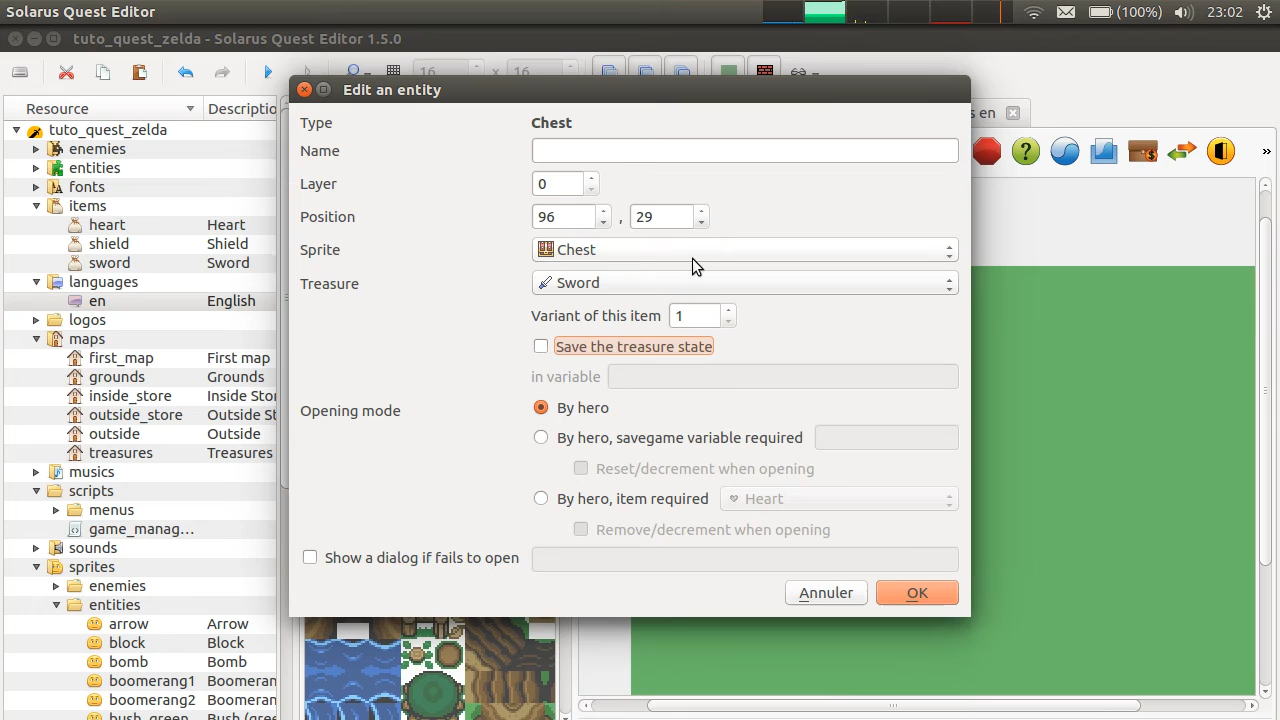 Solarus Quest Editor
(100%)
23:02
tuto_quest_zelda - Solarus Quest Editor 1.5.0
16 x 16
Resource
Descriptio
tuto_quest_zelda
enemies
entities
fonts
items
heart Heart
shield Shield
sword Sword
languages
en English
logos
maps
first_map First map
grounds Grounds
inside_store Inside Sto
outside_store Outside St
outside Outside
treasures Treasures
musics
scripts
menus
game_manag...
sounds
sprites
enemies
entities
arrow Arrow
block Block
bomb Bomb
boomerang1 Boomeran
boomerang2 Boomeran
bush_green Bush (gree
s en
»
Edit an entity
Type Chest
Name
Layer 0
Position 96 , 29
Sprite Chest
Treasure Sword
Variant of this item 1
Save the treasure state
in variable
Opening mode By hero
By hero, savegame variable required
Reset/decrement when opening
By hero, item required Heart
Remove/decrement when opening
Show a dialog if fails to open
Annuler OK